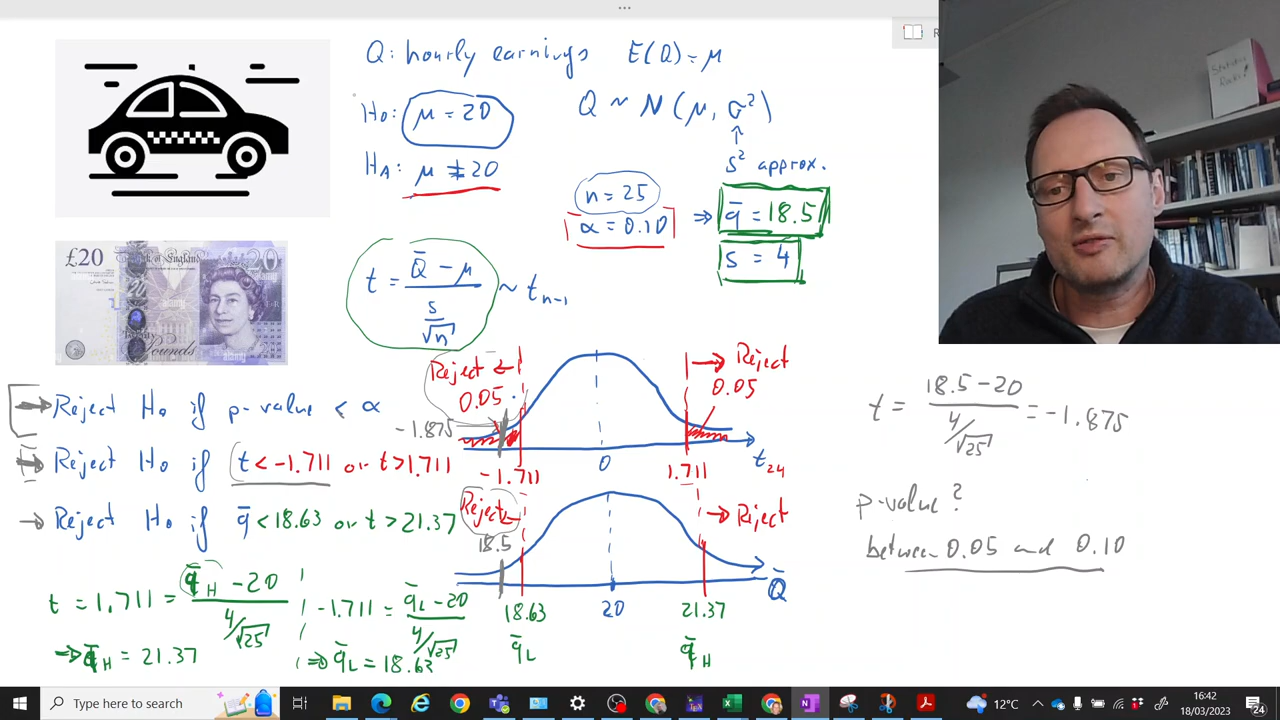 Q: hourly earnings E(Q) = μ
H0: μ = 20
Q ~ N(μ, σ²)
HA: μ ≠ 20
s² approx.
n = 25
α = 0.10
⇒ q̄ = 18.5
s = 4
t = (Q̄ - μ) / (s/√n) ~ tn-1
£20
Bank of England
20
Pounds
Statistics
Rocks!
R
Reject ←
0.05
→ Reject
0.05
-1.875
-1.711
0
1.711
t24
→ Reject H0 if p-value < α
→ Reject H0 if t < -1.711 or t > 1.711
→ Reject H0 if q̄ < 18.63 or t > 21.37
Reject ←
→ Reject
18.5
18.63
20
21.37
Q̄
q̄L
q̄H
t = 1.711 = (q̄H - 20) / (4/√25)
⇒ q̄H = 21.37
-1.711 = (q̄L - 20) / (4/√25)
⇒ q̄L = 18.63
t = (18.5 - 20) / (4/√25) = -1.875
p-value?
between 0.05 and 0.10
Type here to search
12°C
16:42
18/03/2023
24